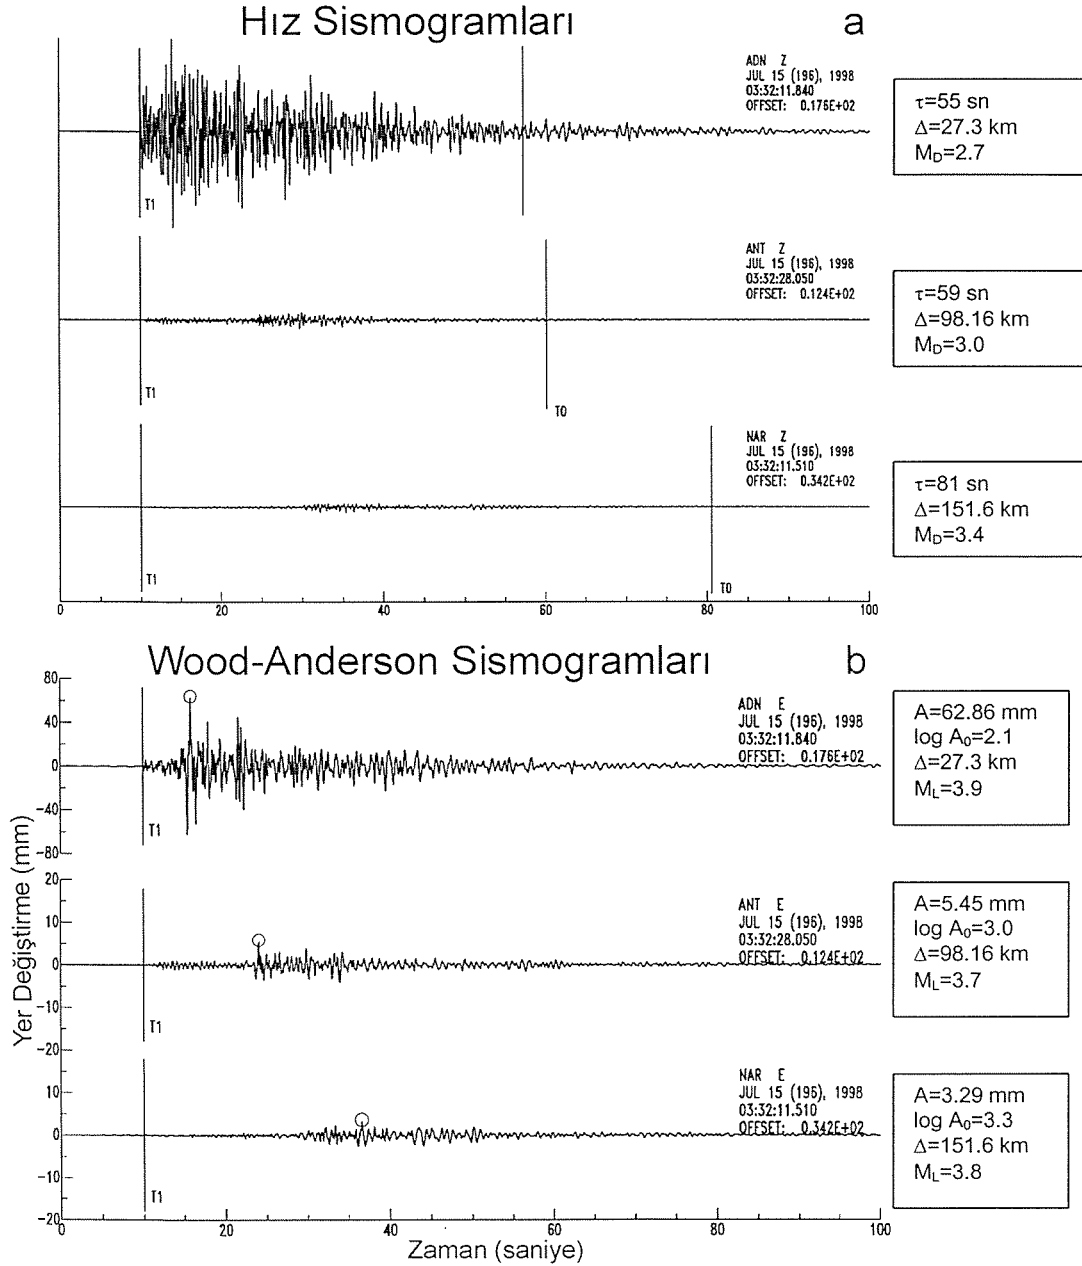 Hız Sismogramları a
ADN Z
JUL 15 (196), 1998
03:32:11.840
OFFSET: 0.176E+02
T1
τ=55 sn
Δ=27.3 km
M_D=2.7
ANT Z
JUL 15 (196), 1998
03:32:28.050
OFFSET: 0.124E+02
T1
T0
τ=59 sn
Δ=98.16 km
M_D=3.0
NAR Z
JUL 15 (196), 1998
03:32:11.510
OFFSET: 0.342E+02
T1
T0
τ=81 sn
Δ=151.6 km
M_D=3.4
0 20 40 60 80 100
Wood-Anderson Sismogramları b
80
40
0
-40
-80
ADN E
JUL 15 (196), 1998
03:32:11.840
OFFSET: 0.176E+02
T1
A=62.86 mm
log A₀=2.1
Δ=27.3 km
M_L=3.9
Yer Değiştirme (mm)
20
10
0
-10
-20
ANT E
JUL 15 (196), 1998
03:32:28.050
OFFSET: 0.124E+02
T1
A=5.45 mm
log A₀=3.0
Δ=98.16 km
M_L=3.7
10
0
-10
-20
NAR E
JUL 15 (196), 1998
03:32:11.510
OFFSET: 0.342E+02
T1
A=3.29 mm
log A₀=3.3
Δ=151.6 km
M_L=3.8
0 20 40 60 80 100
Zaman (saniye)